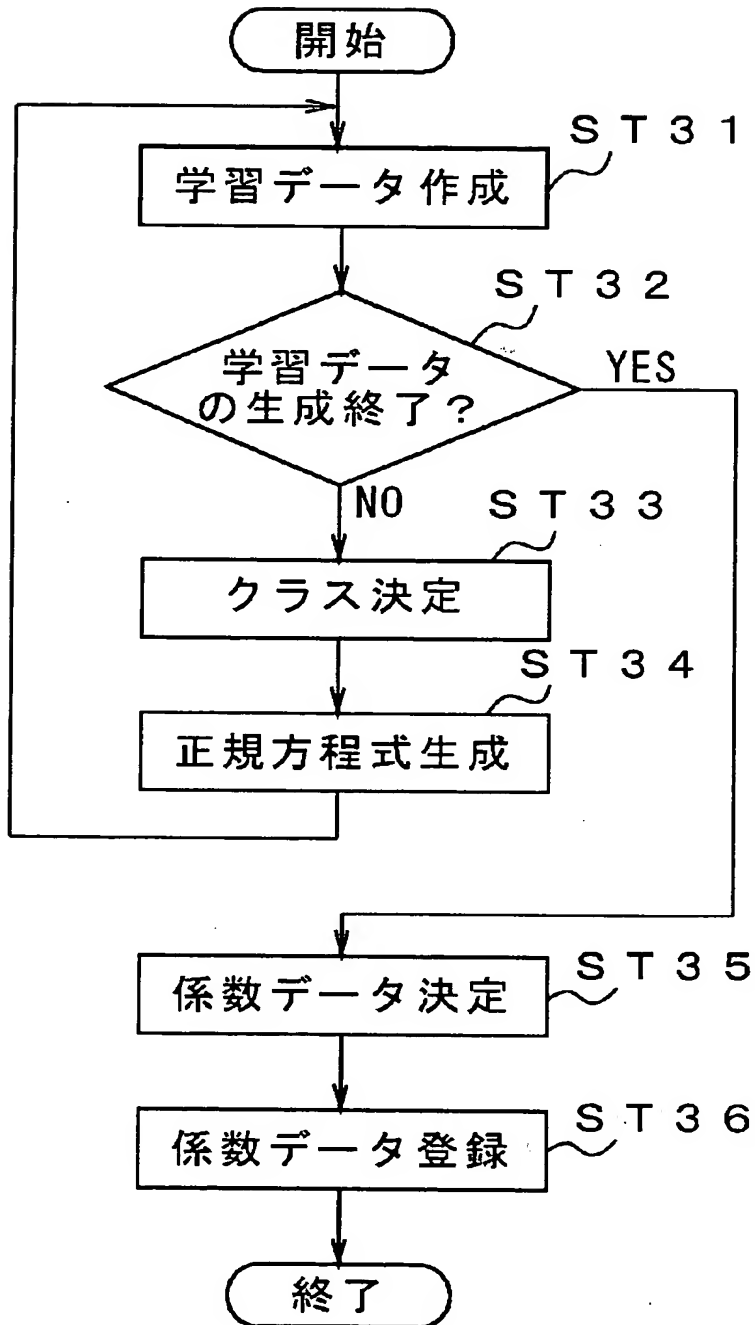 開始
ST31
学習データ作成
ST32
学習データ
の生成終了?
YES
NO
ST33
クラス決定
ST34
正規方程式生成
ST35
係数データ決定
ST36
係数データ登録
終了